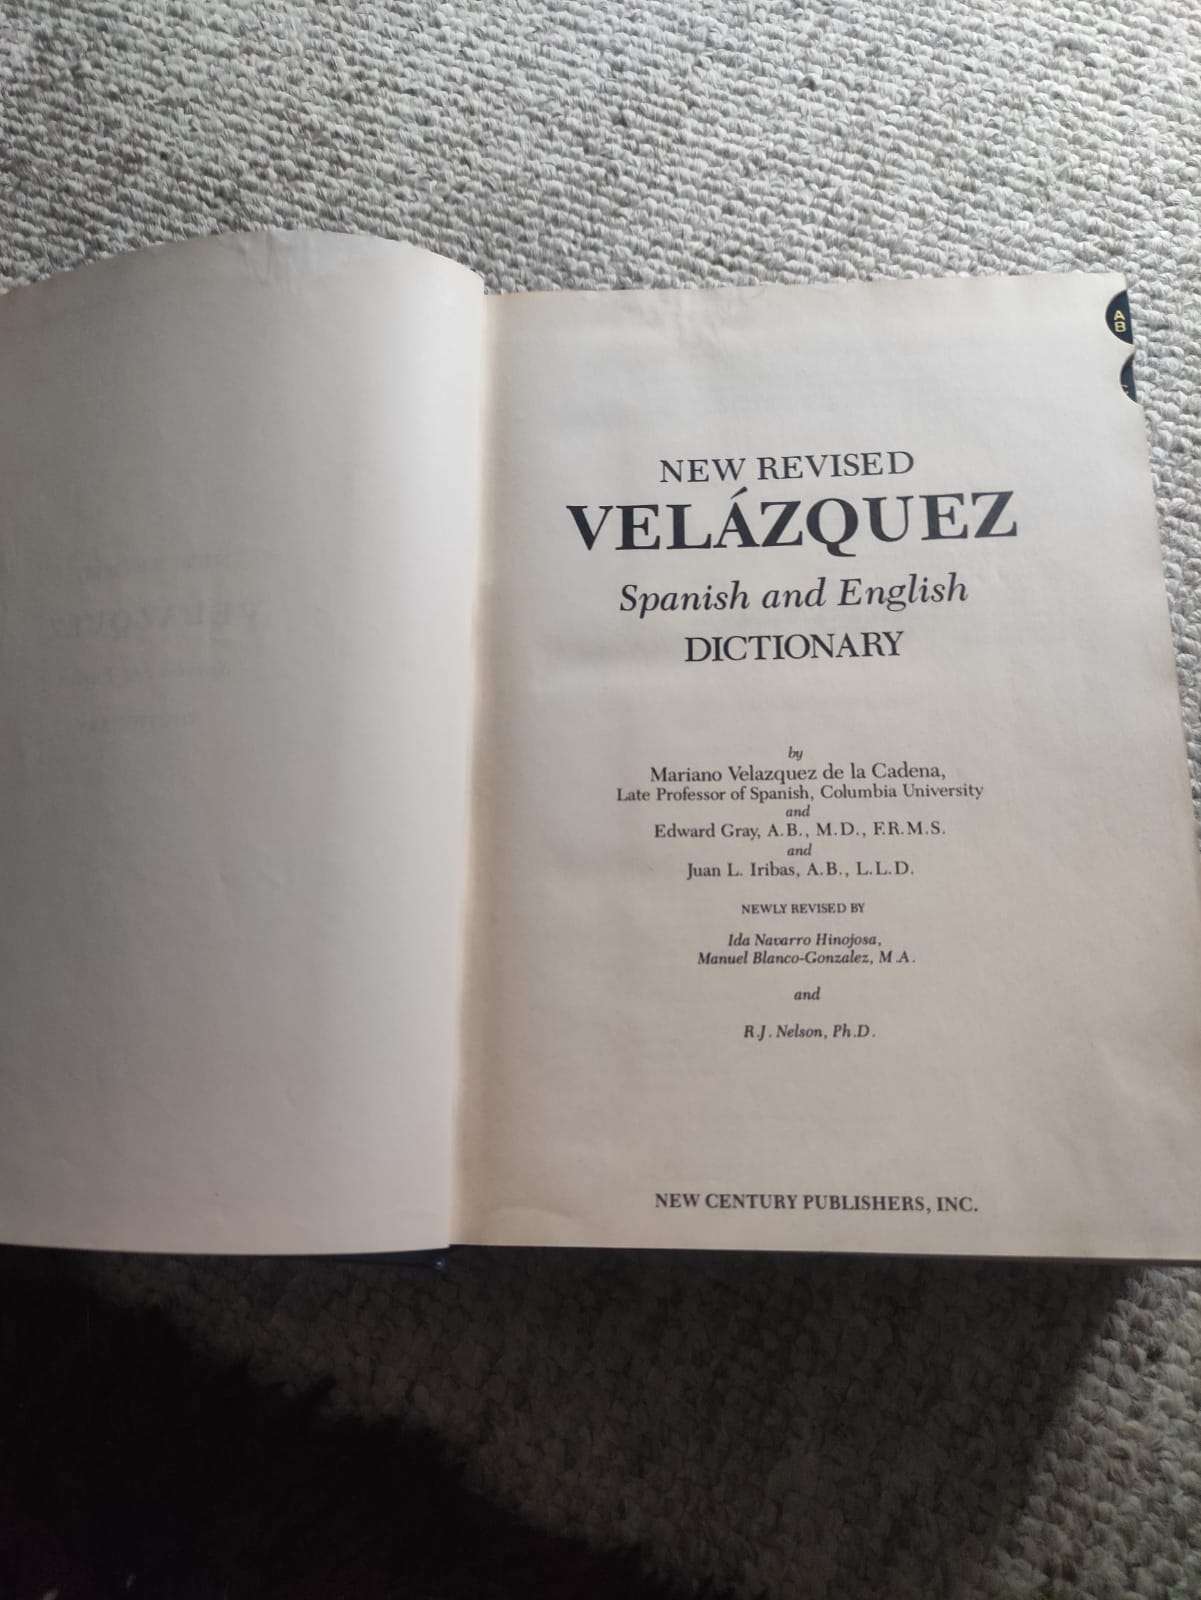 A
B
NEW REVISED
VELÁZQUEZ
Spanish and English
DICTIONARY
by
Mariano Velazquez de la Cadena,
Late Professor of Spanish, Columbia University
and
Edward Gray, A.B., M.D., F.R.M.S.
and
Juan L. Iribas, A.B., L.L.D.
NEWLY REVISED BY
Ida Navarro Hinojosa,
Manuel Blanco-Gonzalez, M.A.
and
R.J. Nelson, Ph.D.
NEW CENTURY PUBLISHERS, INC.